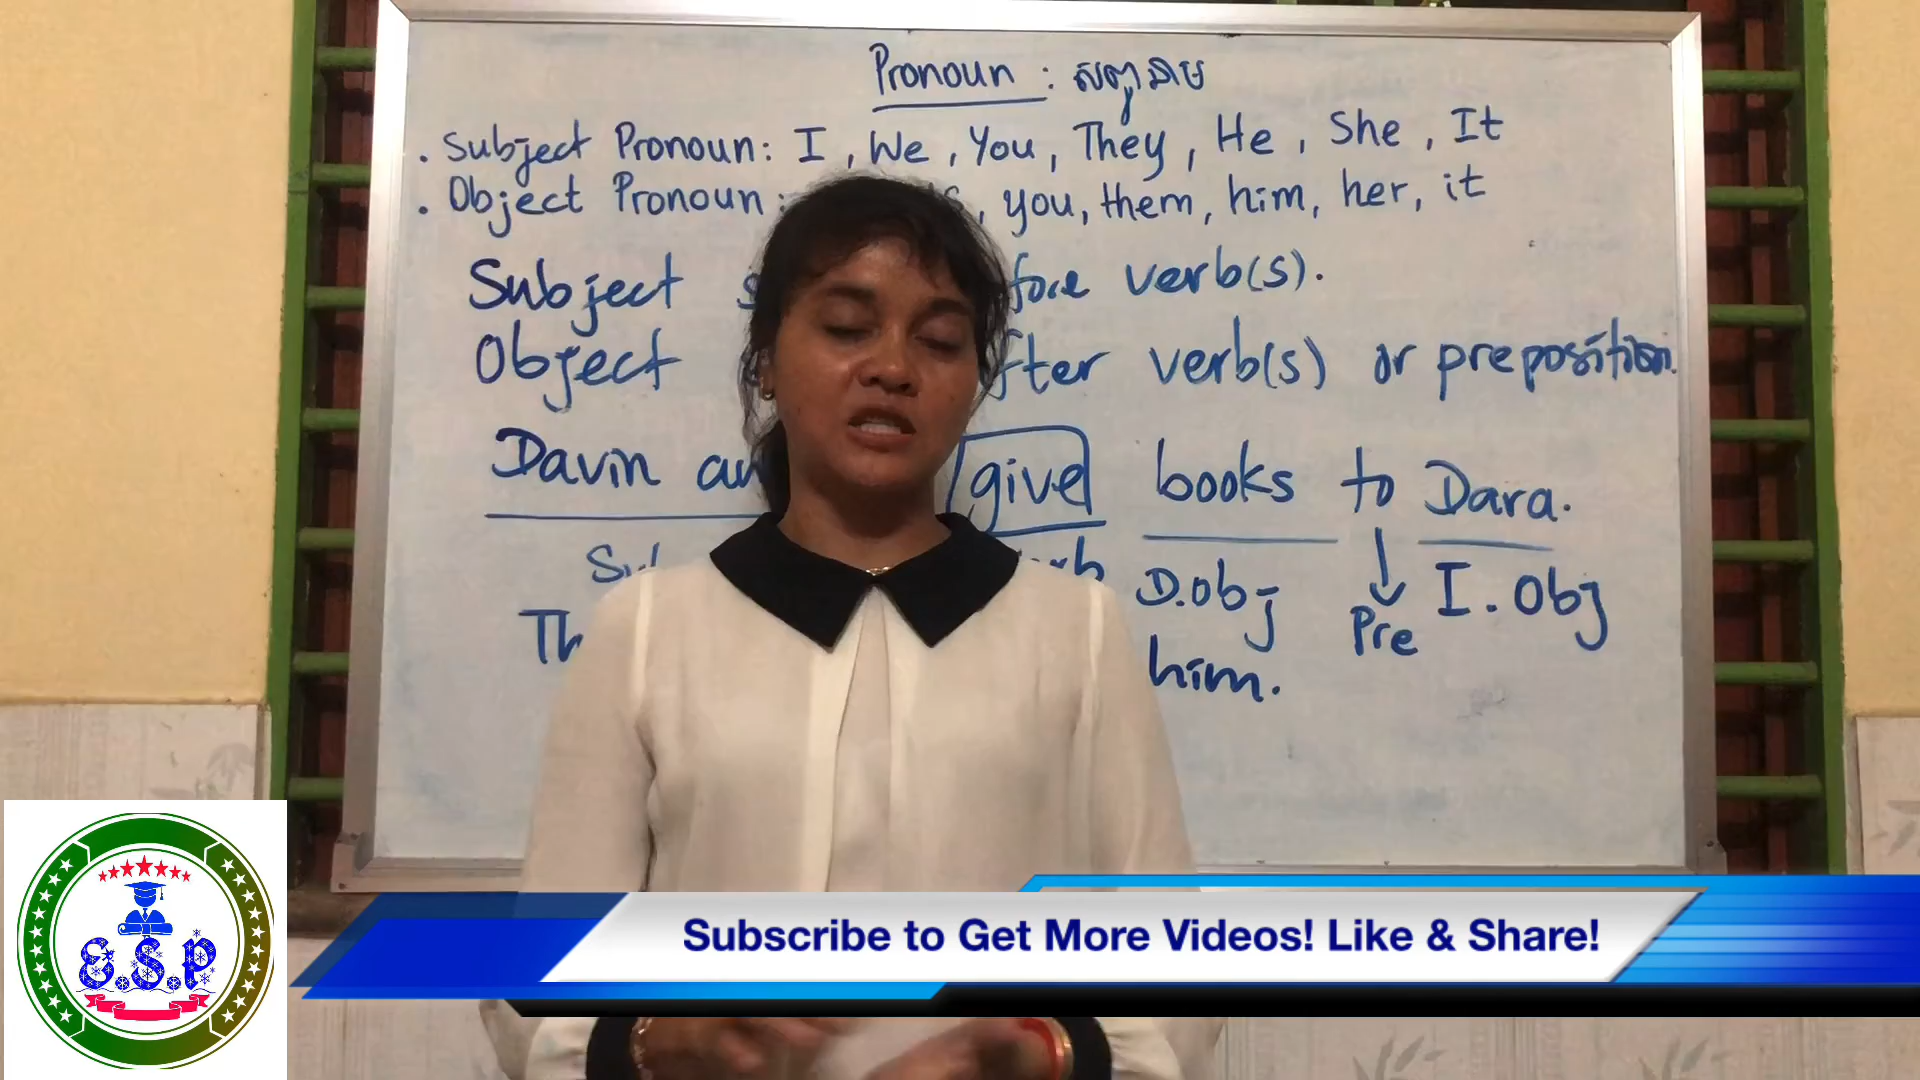 Pronoun : សព្វនាម
. Subject Pronoun: I, We, You, They, He, She, It
. Object Pronoun: you, them, him, her, it
Subject verb(s).
Object verb(s) or preposition.
Davin give books to Dara.
D.obj I.obj
Pre
him.
E.S.P
Subscribe to Get More Videos! Like & Share!